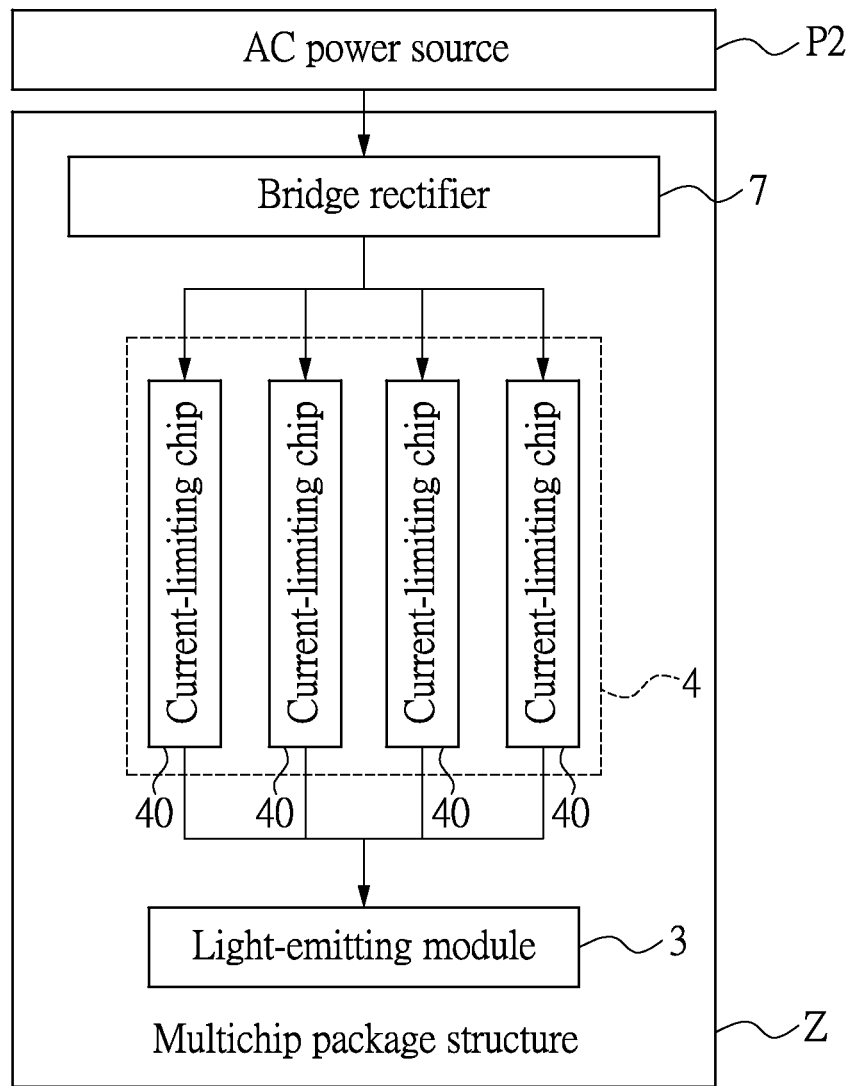 AC power source
P2
Bridge rectifier
7
Current-limiting chip
Current-limiting chip
Current-limiting chip
Current-limiting chip
4
40
40
40
40
Light-emitting module
3
Multichip package structure
Z